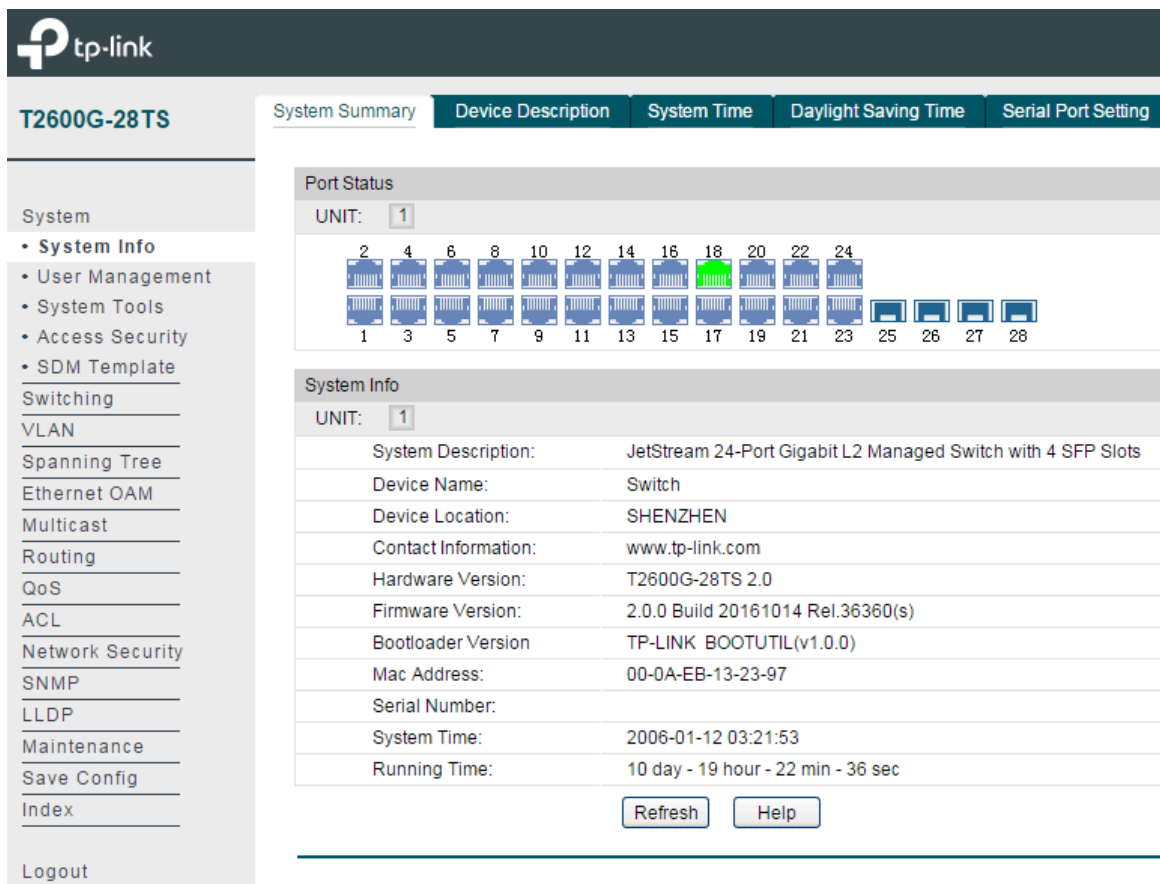 tp-link
T2600G-28TS
System Summary Device Description System Time Daylight Saving Time Serial Port Setting
System
• System Info
• User Management
• System Tools
• Access Security
• SDM Template
Switching
VLAN
Spanning Tree
Ethernet OAM
Multicast
Routing
QoS
ACL
Network Security
SNMP
LLDP
Maintenance
Save Config
Index
Logout
Port Status
UNIT: 1
2 4 6 8 10 12 14 16 18 20 22 24
1 3 5 7 9 11 13 15 17 19 21 23 25 26 27 28
System Info
UNIT: 1
System Description: JetStream 24-Port Gigabit L2 Managed Switch with 4 SFP Slots
Device Name: Switch
Device Location: SHENZHEN
Contact Information: www.tp-link.com
Hardware Version: T2600G-28TS 2.0
Firmware Version: 2.0.0 Build 20161014 Rel.36360(s)
Bootloader Version TP-LINK BOOTUTIL(v1.0.0)
Mac Address: 00-0A-EB-13-23-97
Serial Number:
System Time: 2006-01-12 03:21:53
Running Time: 10 day - 19 hour - 22 min - 36 sec
Refresh Help